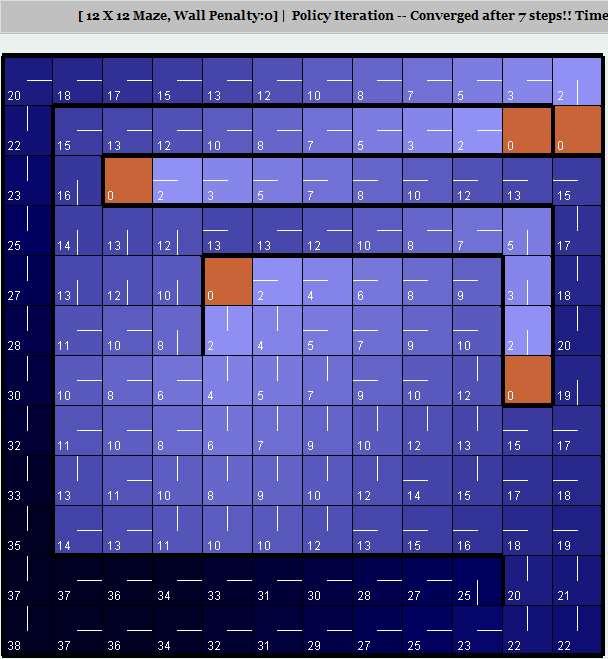 [ 12 X 12 Maze, Wall Penalty:0] | Policy Iteration -- Converged after 7 steps!! Time
20 18 17 15 13 12 10 8 7 5 3 2
22 15 13 12 10 8 7 5 3 2 0 0
23 16 0 2 3 5 7 8 10 12 13 15
25 14 13 12 13 13 12 10 8 7 5 17
27 13 12 10 0 2 4 6 8 9 3 18
28 11 10 8 2 4 5 7 9 10 2 20
30 10 8 6 4 5 7 9 10 12 0 19
32 11 10 8 6 7 9 10 12 13 15 17
33 13 11 10 8 9 10 12 14 15 17 18
35 14 13 11 10 10 12 13 15 16 18 19
37 37 36 34 33 31 30 28 27 25 20 21
38 37 36 34 32 30 29 27 25 23 22 22